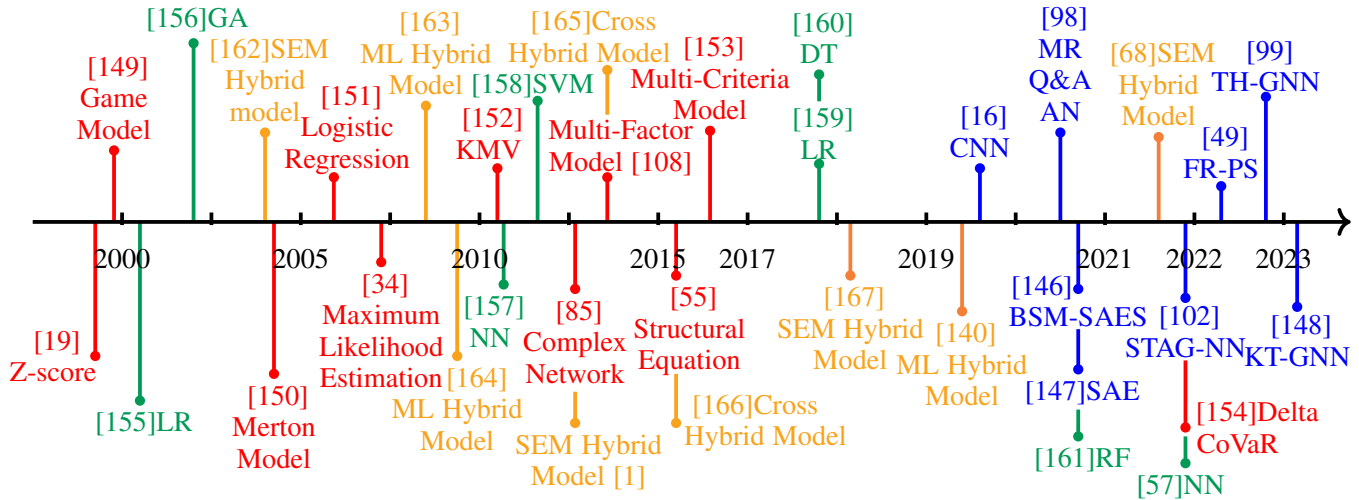 [156]GA
[149]
Game
Model
[162]SEM
Hybrid
model
[151]
Logistic
Regression
[163]
ML Hybrid
Model
[152]
KMV
[158]SVM
[165]Cross
Hybrid Model
Multi-Factor
Model [108]
[153]
Multi-Criteria
Model
[160]
DT
[159]
LR
[16]
CNN
[98]
MR
Q&A
AN
[68]SEM
Hybrid
Model
[49]
FR-PS
[99]
TH-GNN
2000
2005
2010
2015
2017
2019
2021
2022
2023
[19]
Z-score
[155]LR
[150]
Merton
Model
[34]
Maximum
Likelihood
Estimation
[164]
ML Hybrid
Model
[157]
NN
[85]
Complex
Network
SEM Hybrid
Model [1]
[55]
Structural
Equation
[166]Cross
Hybrid Model
[167]
SEM Hybrid
Model
[140]
ML Hybrid
Model
[146]
BSM-SAES
[147]SAE
[161]RF
[102]
STAG-NN
[154]Delta
CoVaR
[57]NN
[148]
KT-GNN